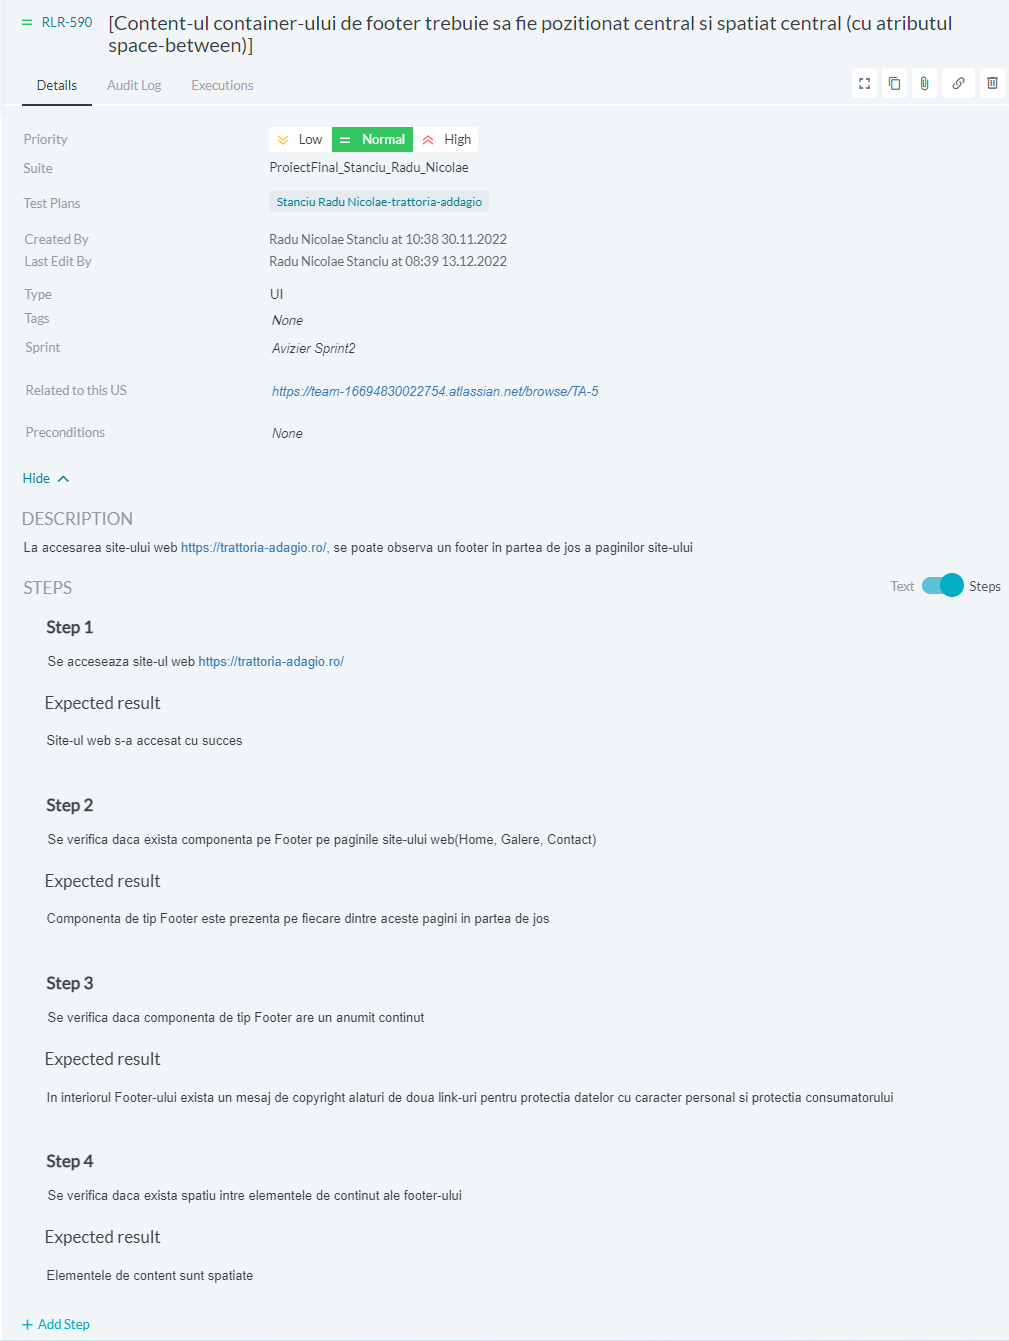 RLR-590 [Content-ul container-ului de footer trebuie sa fie pozitionat central si spatiat central (cu atributul
space-between)]
Details Audit Log Executions
Priority Low Normal High
Suite ProiectFinal_Stanciu_Radu_Nicolae
Test Plans Stanciu Radu Nicolae-trattoria-addagio
Created By Radu Nicolae Stanciu at 10:38 30.11.2022
Last Edit By Radu Nicolae Stanciu at 08:39 13.12.2022
Type UI
Tags None
Sprint Avizier Sprint2
Related to this US https://team-16694830022754.atlassian.net/browse/TA-5
Preconditions None
Hide
DESCRIPTION
La accesarea site-ului web https://trattoria-adagio.ro/, se poate observa un footer in partea de jos a paginilor site-ului
STEPS Text Steps
Step 1
Se acceseaza site-ul web https://trattoria-adagio.ro/
Expected result
Site-ul web s-a accesat cu succes
Step 2
Se verifica daca exista componenta pe Footer pe paginile site-ului web(Home, Galere, Contact)
Expected result
Componenta de tip Footer este prezenta pe fiecare dintre aceste pagini in partea de jos
Step 3
Se verifica daca componenta de tip Footer are un anumit continut
Expected result
In interiorul Footer-ului exista un mesaj de copyright alaturi de doua link-uri pentru protectia datelor cu caracter personal si protectia consumatorului
Step 4
Se verifica daca exista spatiu intre elementele de continut ale footer-ului
Expected result
Elementele de content sunt spatiate
+ Add Step